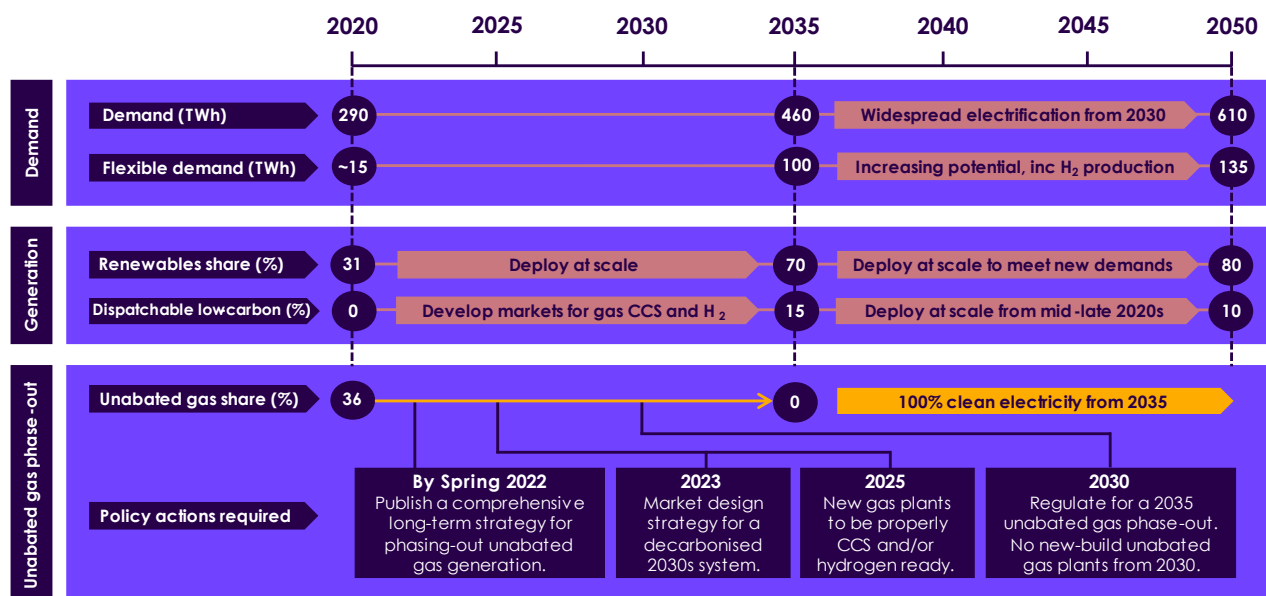 2020 2025 2030 2035 2040 2045 2050
Demand
Demand (TWh) 290 460 Widespread electrification from 2030 610
Flexible demand (TWh) ~15 100 Increasing potential, inc H₂ production 135
Generation
Renewables share (%) 31 Deploy at scale 70 Deploy at scale to meet new demands 80
Dispatchable lowcarbon (%) 0 Develop markets for gas CCS and H₂ 15 Deploy at scale from mid-late 2020s 10
Unabated gas phase-out
Unabated gas share (%) 36 0 100% clean electricity from 2035
Policy actions required
By Spring 2022
Publish a comprehensive
long-term strategy for
phasing-out unabated
gas generation.
2023
Market design
strategy for a
decarbonised
2030s system.
2025
New gas plants
to be properly
CCS and/or
hydrogen ready.
2030
Regulate for a 2035
unabated gas phase-out.
No new-build unabated
gas plants from 2030.